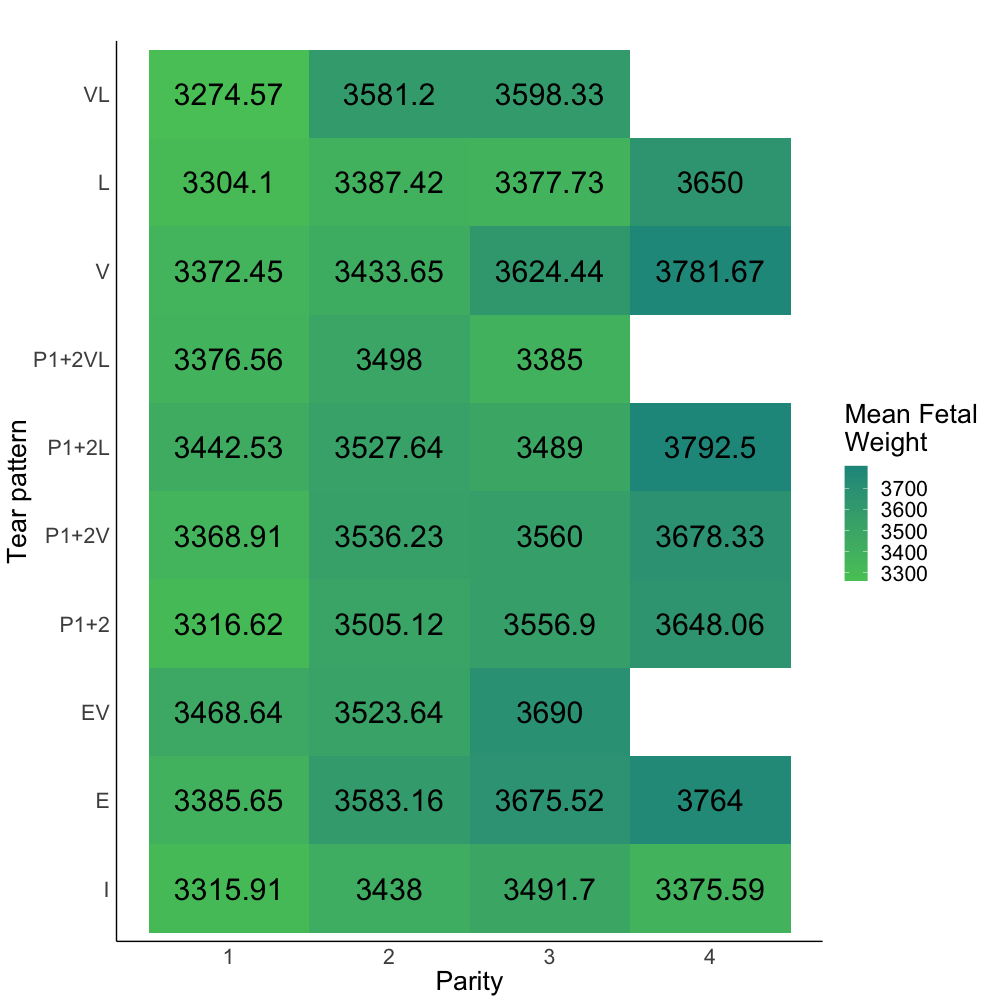 VL 3274.57 3581.2 3598.33
L 3304.1 3387.42 3377.73 3650
V 3372.45 3433.65 3624.44 3781.67
P1+2VL 3376.56 3498 3385
P1+2L 3442.53 3527.64 3489 3792.5
P1+2V 3368.91 3536.23 3560 3678.33
P1+2 3316.62 3505.12 3556.9 3648.06
EV 3468.64 3523.64 3690
E 3385.65 3583.16 3675.52 3764
I 3315.91 3438 3491.7 3375.59
1 2 3 4
Parity
Tear pattern
Mean Fetal
Weight
3700
3600
3500
3400
3300